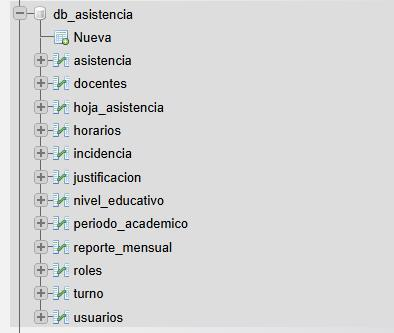 db_asistencia
Nueva
asistencia
docentes
hoja_asistencia
horarios
incidencia
justificacion
nivel_educativo
periodo_academico
reporte_mensual
roles
turno
usuarios